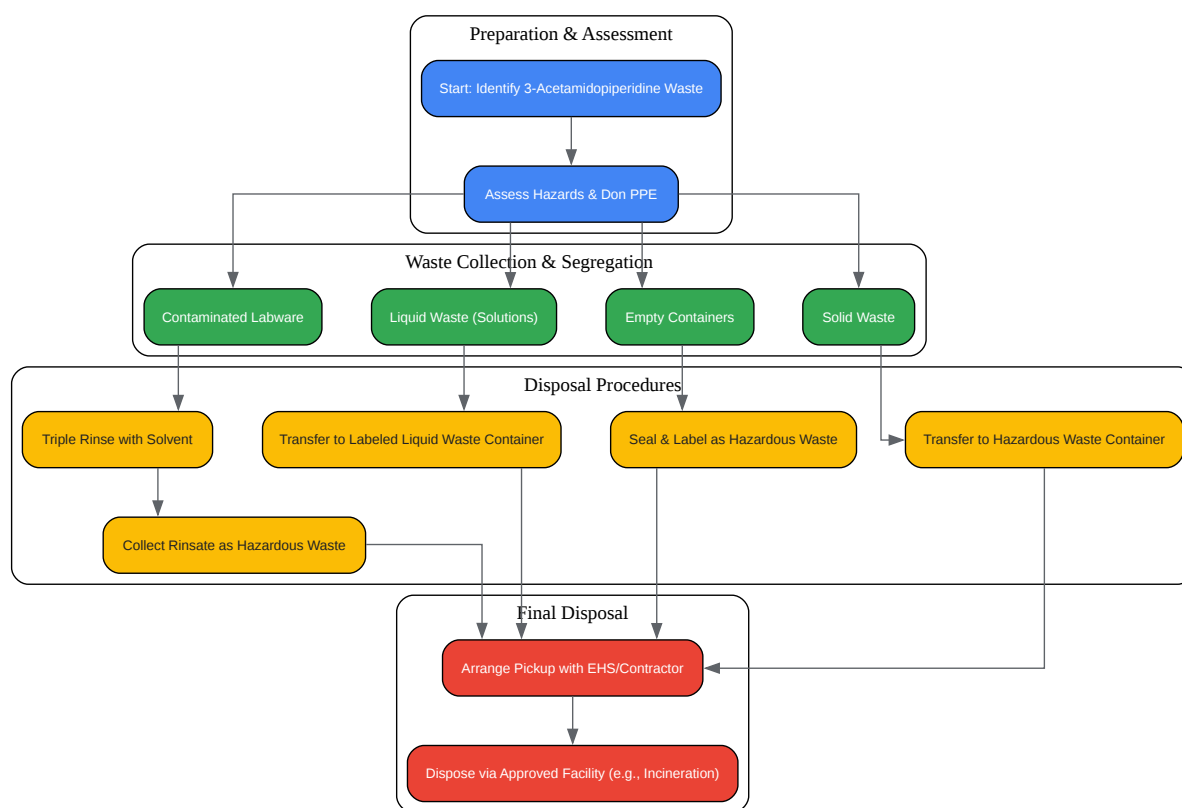 Preparation & Assessment
Start: Identify 3-Acetamidopiperidine Waste
Assess Hazards & Don PPE
Waste Collection & Segregation
Contaminated Labware
Liquid Waste (Solutions)
Empty Containers
Solid Waste
Disposal Procedures
Triple Rinse with Solvent
Transfer to Labeled Liquid Waste Container
Seal & Label as Hazardous Waste
Transfer to Hazardous Waste Container
Collect Rinsate as Hazardous Waste
Final Disposal
Arrange Pickup with EHS/Contractor
Dispose via Approved Facility (e.g., Incineration)